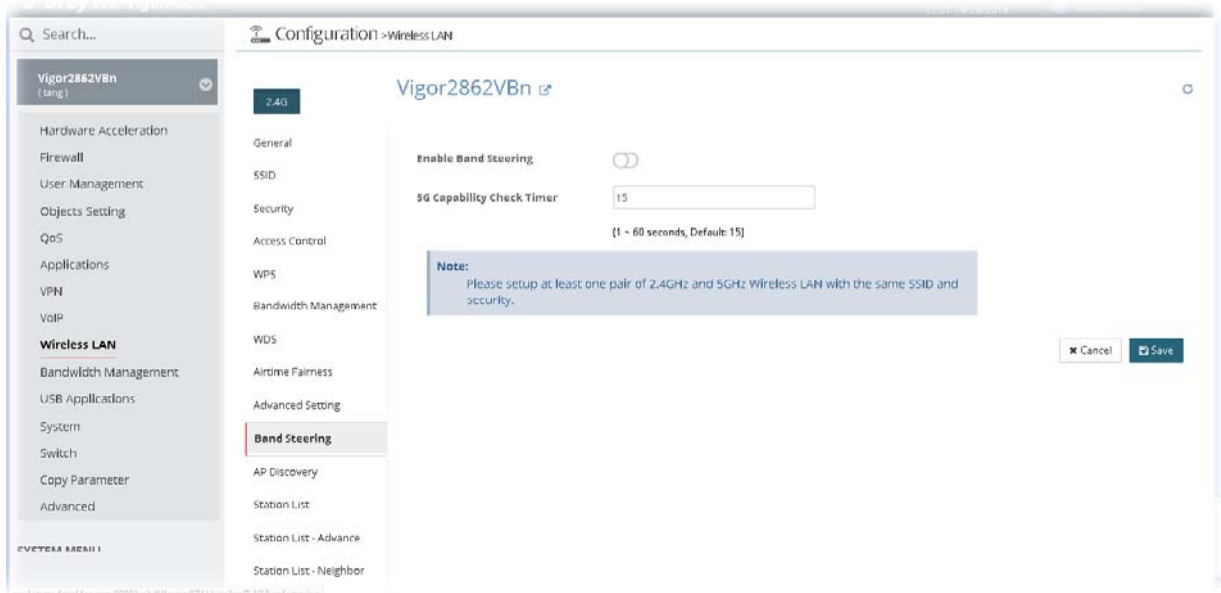 Search...
Configuration >Wireless LAN
Vigor2862VBn
( tang )
Hardware Acceleration
Firewall
User Management
Objects Setting
QoS
Applications
VPN
VoIP
Wireless LAN
Bandwidth Management
USB Applications
System
Switch
Copy Parameter
Advanced
SYSTEM MENU
2.4G
General
SSID
Security
Access Control
WPS
Bandwidth Management
WDS
Airtime Fairness
Advanced Setting
Band Steering
AP Discovery
Station List
Station List - Advance
Station List - Neighbor
Vigor2862VBn
Enable Band Steering
5G Capability Check Timer
15
(1 ~ 60 seconds, Default: 15)
Note:
Please setup at least one pair of 2.4GHz and 5GHz Wireless LAN with the same SSID and
security.
Cancel
Save